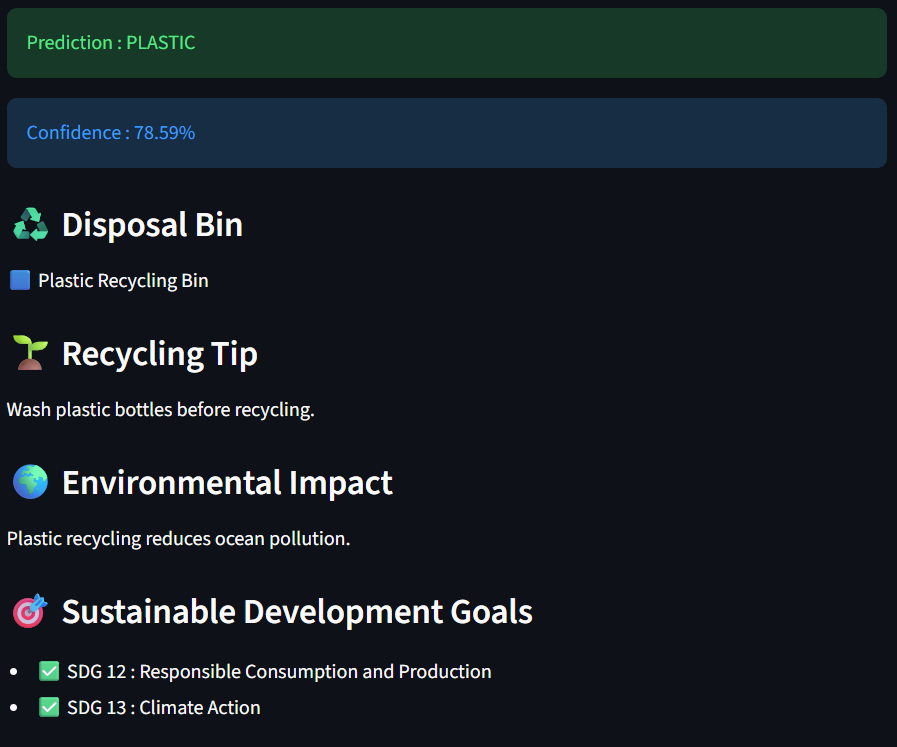 Prediction : PLASTIC
Confidence : 78.59%
Disposal Bin
Plastic Recycling Bin
Recycling Tip
Wash plastic bottles before recycling.
Environmental Impact
Plastic recycling reduces ocean pollution.
Sustainable Development Goals
SDG 12 : Responsible Consumption and Production
SDG 13 : Climate Action